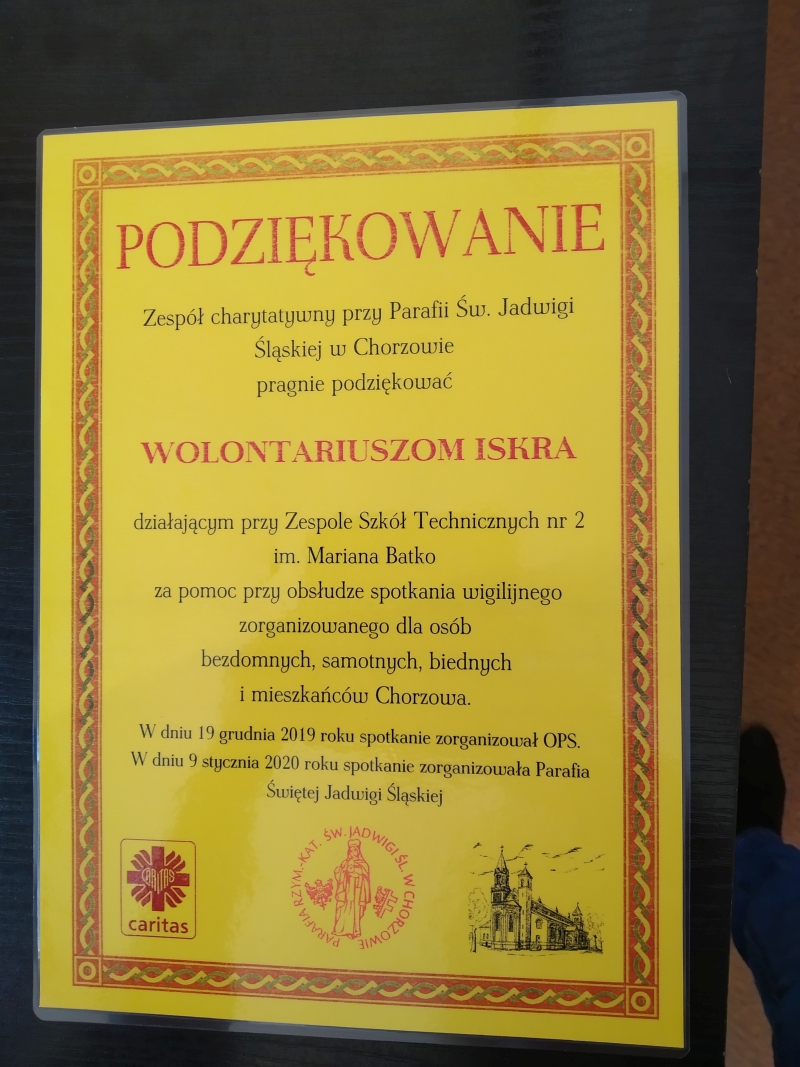 PODZIĘKOWANIE
Zespół charytatywny przy Parafii Św. Jadwigi
Śląskiej w Chorzowie
pragnie podziękować
WOLONTARIUSZOM ISKRA
działającym przy Zespole Szkół Technicznych nr 2
im. Mariana Batko
za pomoc przy obsłudze spotkania wigilijnego
zorganizowanego dla osób
bezdomnych, samotnych, biednych
i mieszkańców Chorzowa.
W dniu 19 grudnia 2019 roku spotkanie zorganizował OPS.
W dniu 9 stycznia 2020 roku spotkanie zorganizowała Parafia
Świętej Jadwigi Śląskiej
CARITAS
caritas
PARAFIA RZYM.-KAT. ŚW. JADWIGI ŚL. W CHORZOWIE